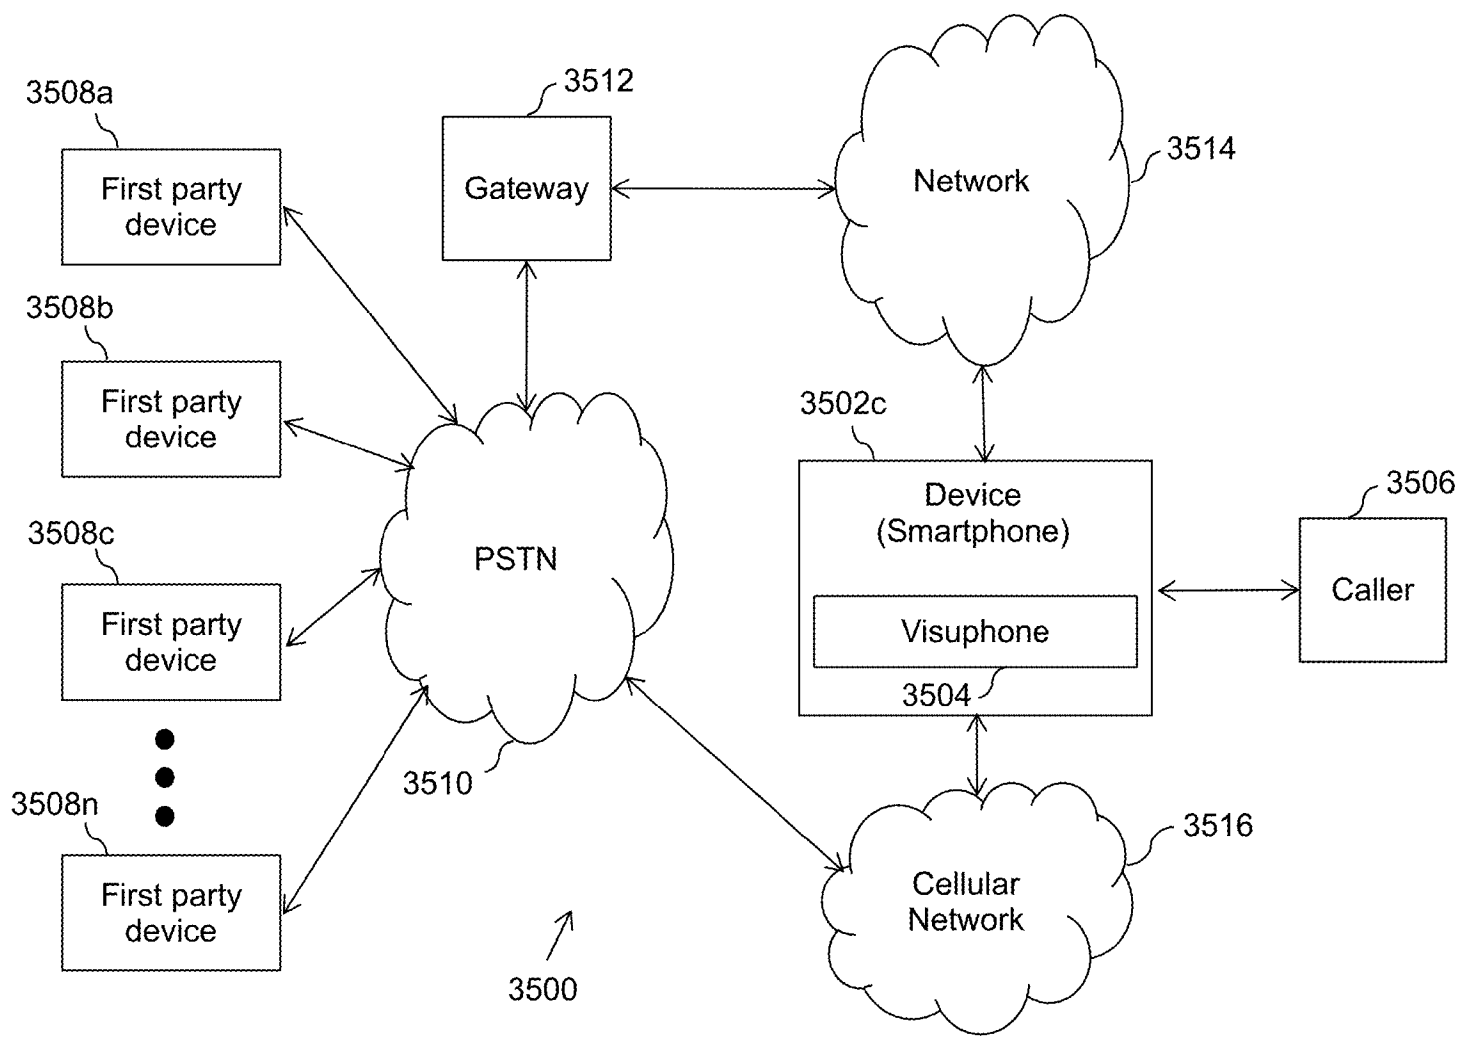 3508a
First party
device
3512
Gateway
Network
3514
3508b
First party
device
3502c
Device
(Smartphone)
Visuphone
3504
3506
Caller
3508c
First party
device
PSTN
3510
3508n
First party
device
3516
Cellular
Network
3500